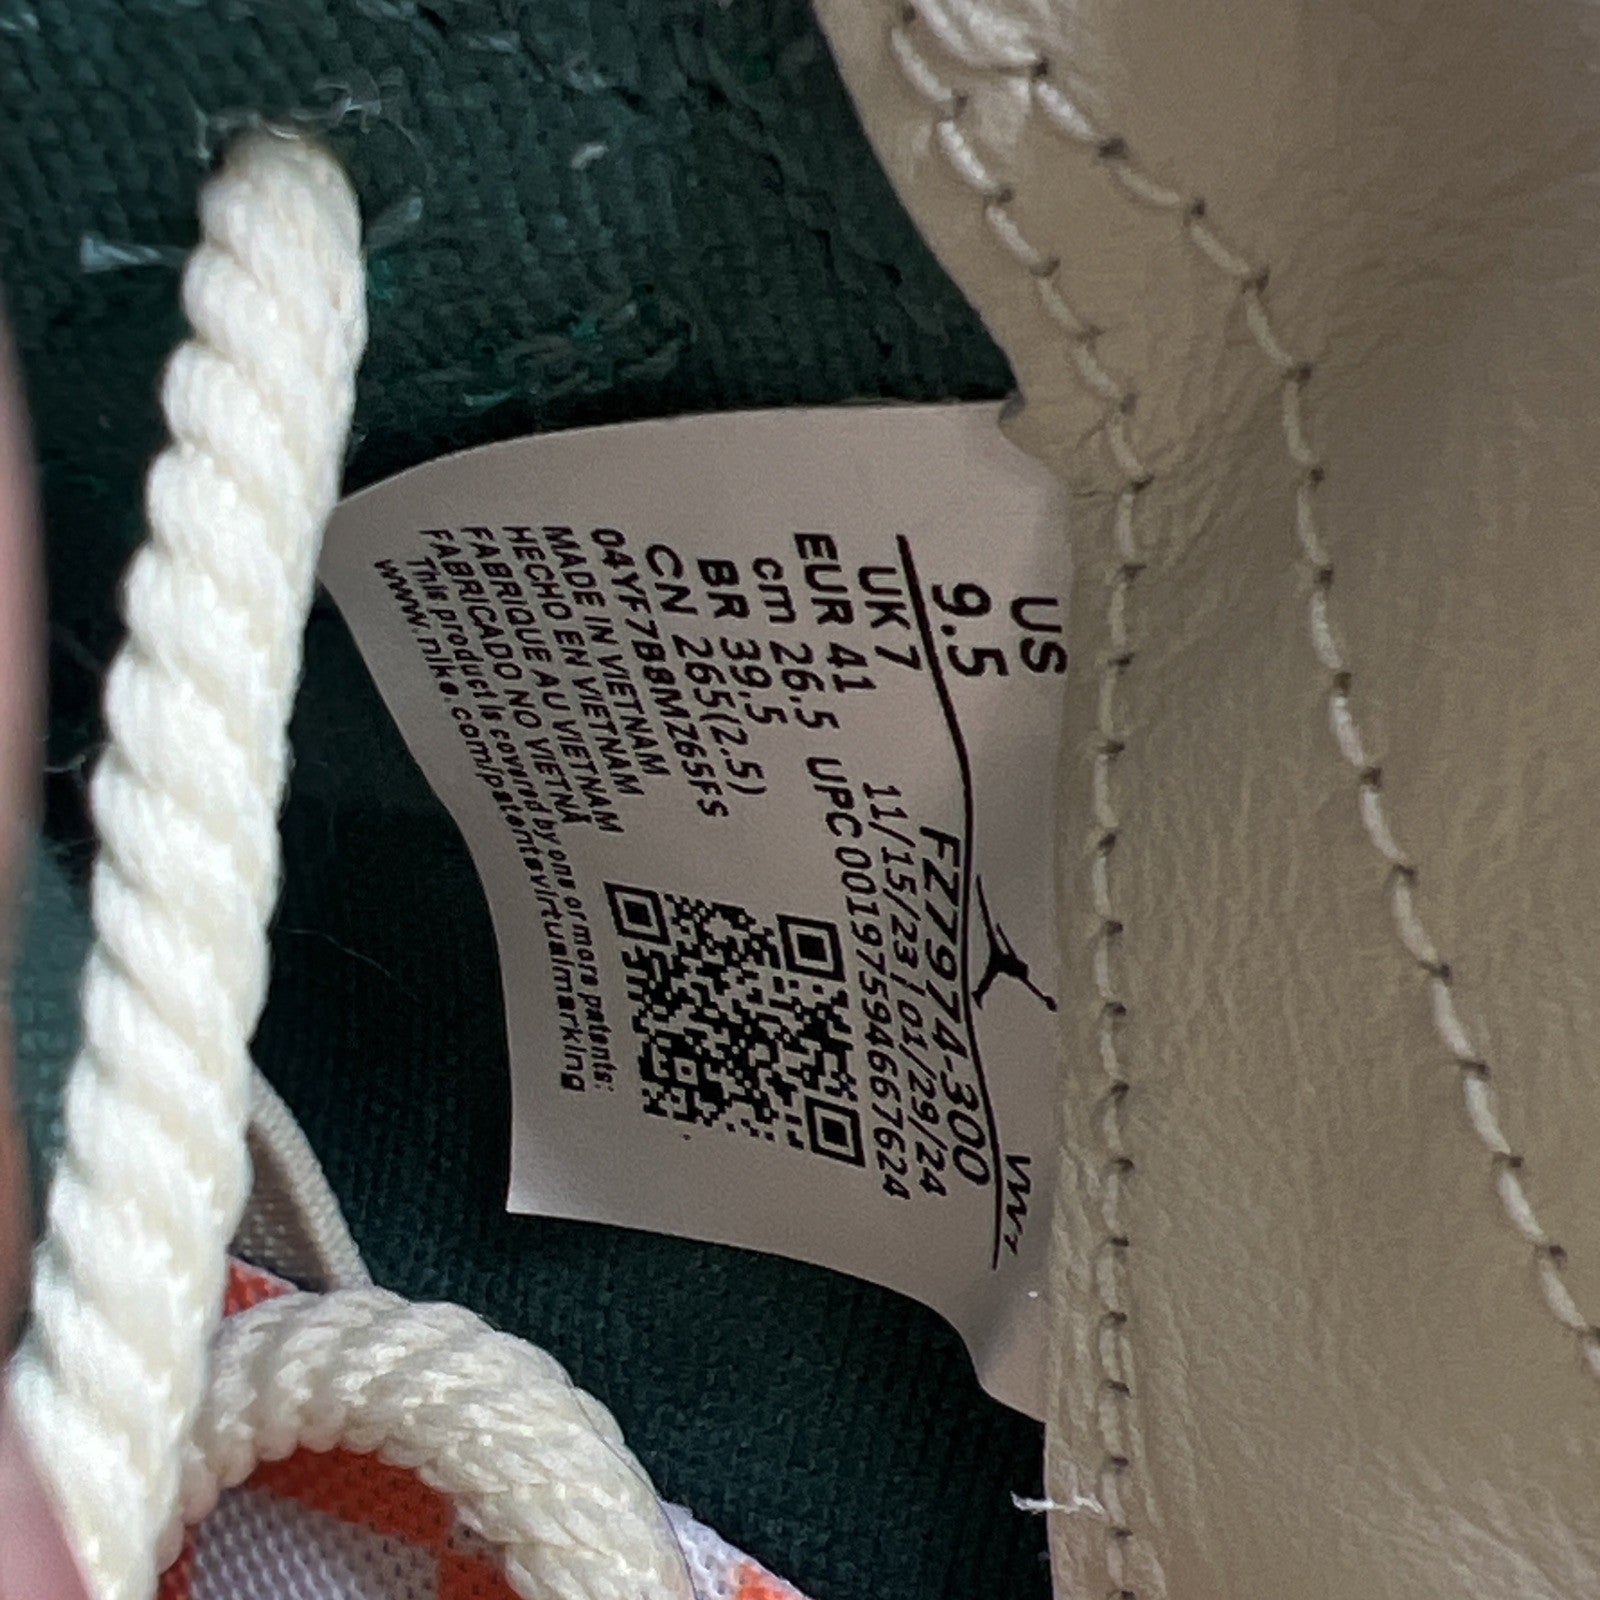 US
9.5
UK 7
EUR 41
cm 26.5
BR 39.5
CN 265(2.5)
04YF7B8MZ65FS
MADE IN VIETNAM
HECHO EN VIETNAM
FABRIQUE AU VIETNAM
FABRICADO NO VIETNÃ
This product is covered by one or more patents:
www.nike.com/patentsvirtualmarking
FZ7974-300
11/15/23 | 01/29/24
UPC 00197594667624